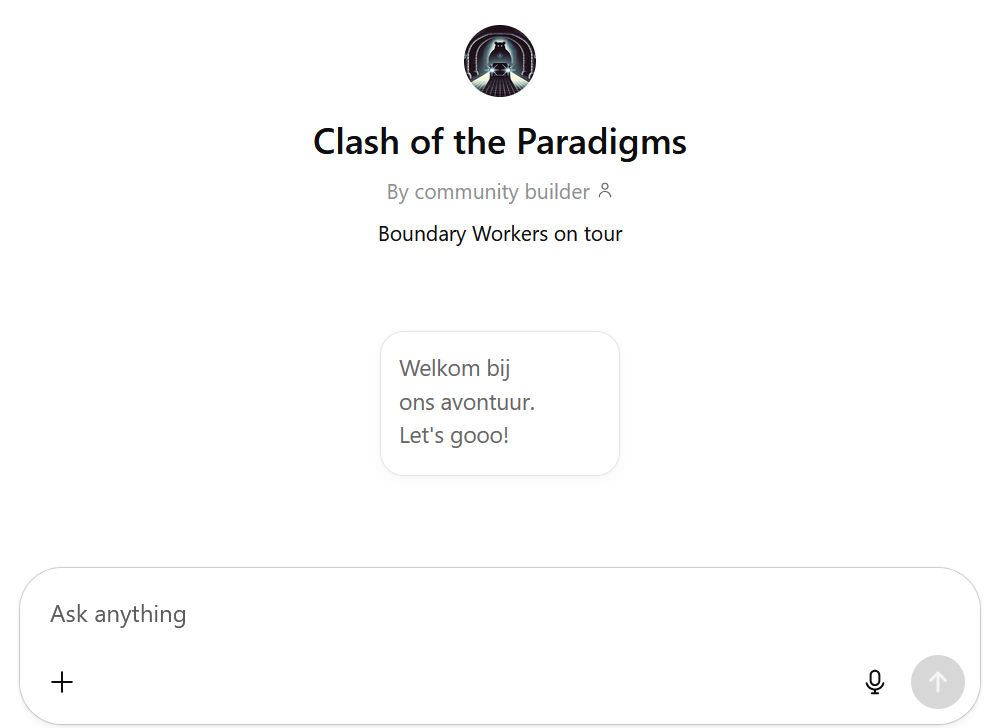 Clash of the Paradigms
By community builder
Boundary Workers on tour
Welkom bij
ons avontuur.
Let's gooo!
Ask anything